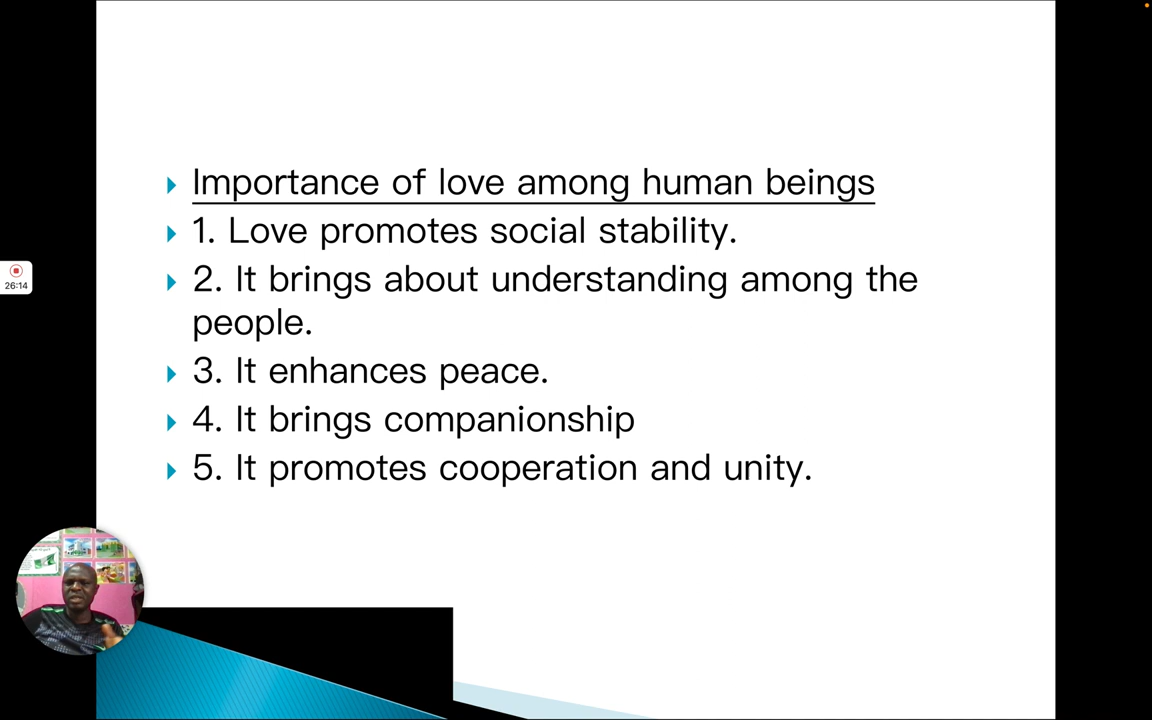 Importance of love among human beings
1. Love promotes social stability.
2. It brings about understanding among the
people.
3. It enhances peace.
4. It brings companionship
5. It promotes cooperation and unity.
26:14